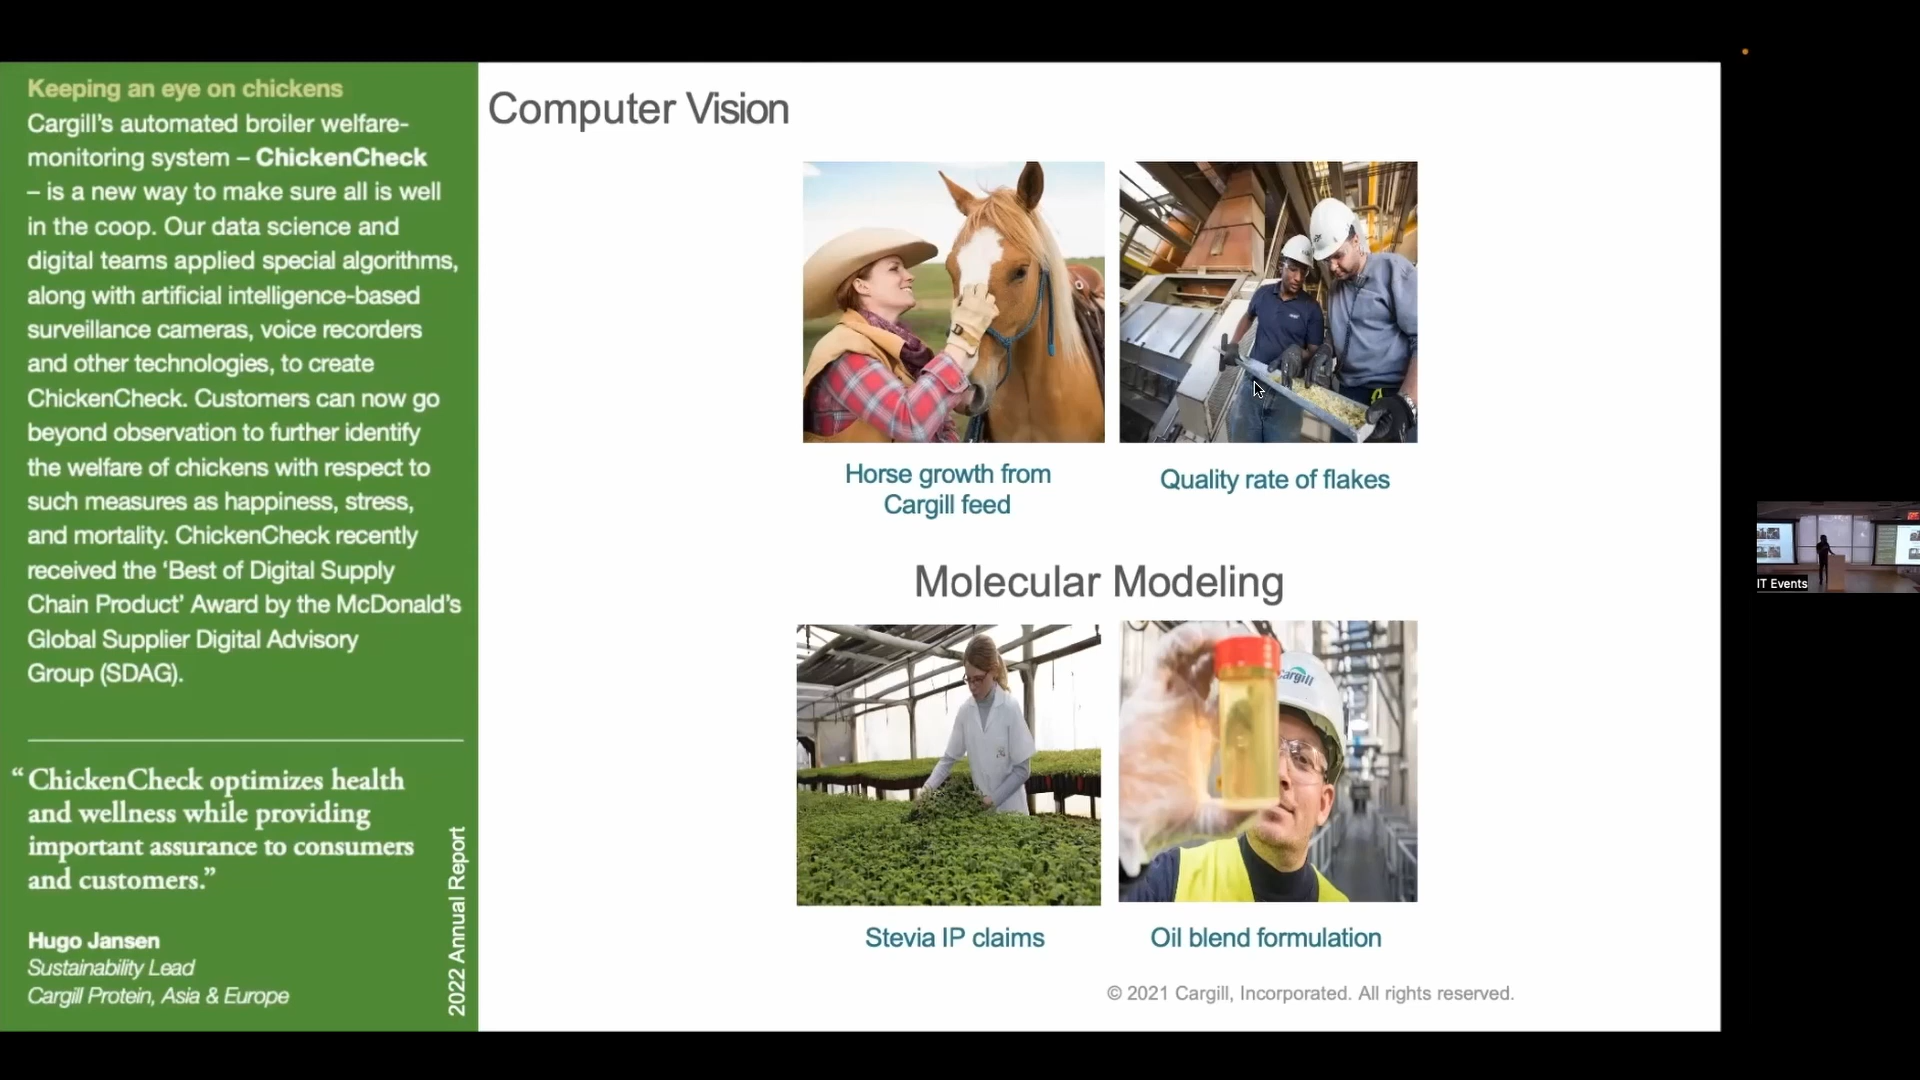 Keeping an eye on chickens
Cargill’s automated broiler welfare-
monitoring system – ChickenCheck
– is a new way to make sure all is well
in the coop. Our data science and
digital teams applied special algorithms,
along with artificial intelligence-based
surveillance cameras, voice recorders
and other technologies, to create
ChickenCheck. Customers can now go
beyond observation to further identify
the welfare of chickens with respect to
such measures as happiness, stress,
and mortality. ChickenCheck recently
received the ‘Best of Digital Supply
Chain Product’ Award by the McDonald’s
Global Supplier Digital Advisory
Group (SDAG).
“ChickenCheck optimizes health
and wellness while providing
important assurance to consumers
and customers.”
Hugo Jansen
Sustainability Lead
Cargill Protein, Asia & Europe
2022 Annual Report
Computer Vision
Horse growth from
Cargill feed
Quality rate of flakes
Molecular Modeling
cargill
Stevia IP claims
Oil blend formulation
© 2021 Cargill, Incorporated. All rights reserved.
IT Events